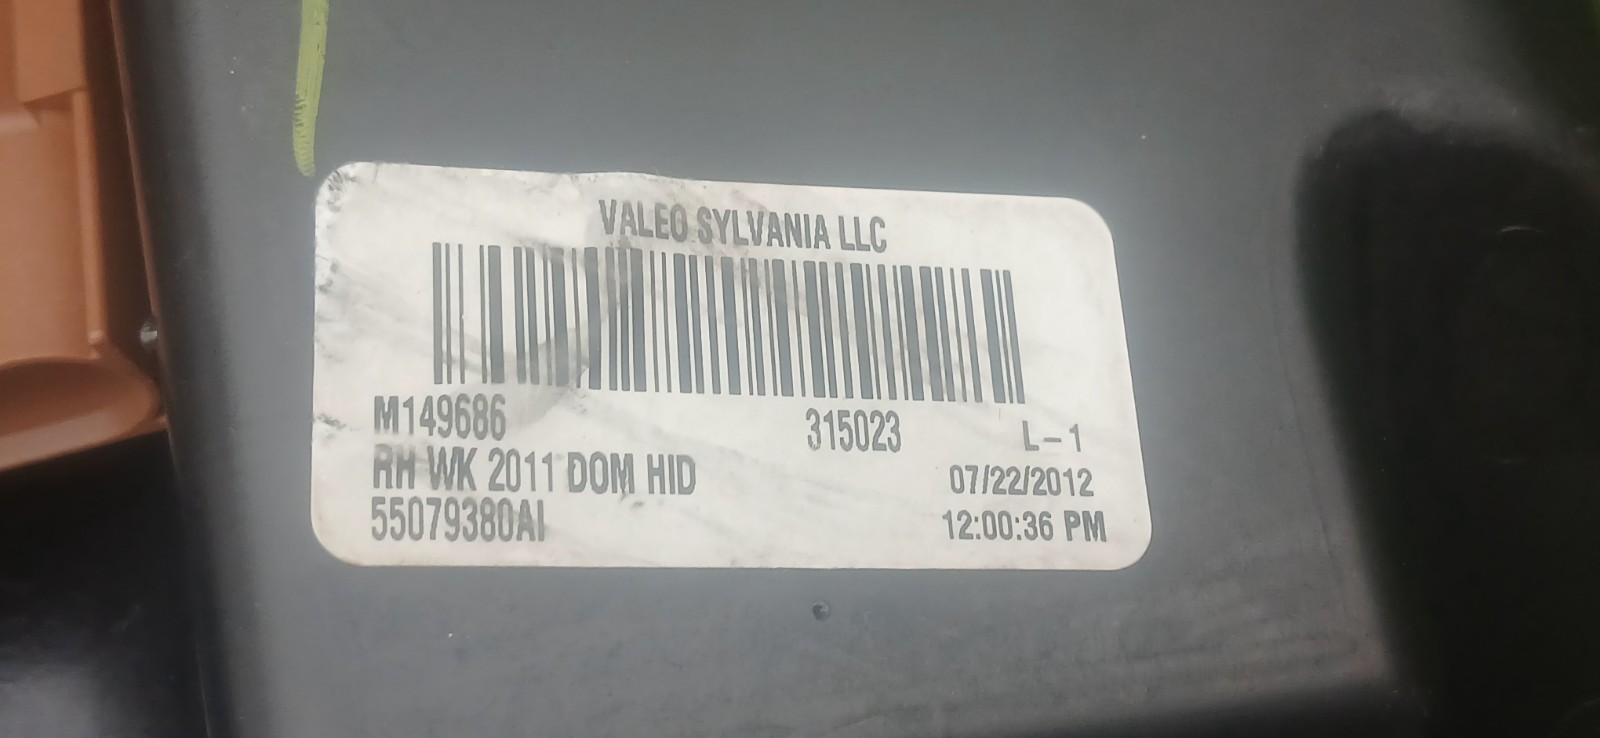 VALEO SYLVANIA LLC
M149686 315023 L-1
RH WK 2011 DOM HID 07/22/2012
55079380AI 12:00:36 PM